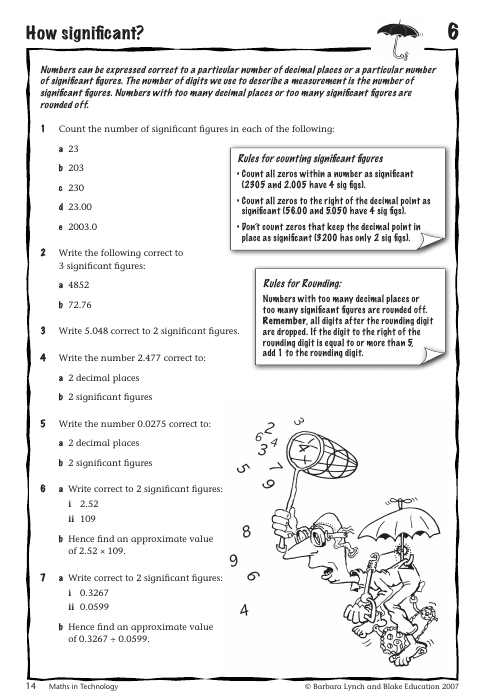 How significant?
6
Numbers can be expressed correct to a particular number of decimal places or a particular number
of significant figures. The number of digits we use to describe a measurement is the number of
significant figures. Numbers with too many decimal places or too many significant figures are
rounded off.
1 Count the number of significant figures in each of the following:
a 23
b 203
c 230
d 23.00
e 2003.0
Rules for counting significant figures
• Count all zeros within a number as significant
(2305 and 2.005 have 4 sig figs).
• Count all zeros to the right of the decimal point as
significant (56.00 and 5.050 have 4 sig figs).
• Don't count zeros that keep the decimal point in
place as significant (3200 has only 2 sig figs).
2 Write the following correct to
3 significant figures:
a 4852
b 72.76
Rules for Rounding:
Numbers with too many decimal places or
too many significant figures are rounded off.
Remember, all digits after the rounding digit
are dropped. If the digit to the right of the
rounding digit is equal to or more than 5,
add 1 to the rounding digit.
3 Write 5.048 correct to 2 significant figures.
4 Write the number 2.477 correct to:
a 2 decimal places
b 2 significant figures
5 Write the number 0.0275 correct to:
a 2 decimal places
b 2 significant figures
6 a Write correct to 2 significant figures:
i 2.52
ii 109
b Hence find an approximate value
of 2.52 × 109.
7 a Write correct to 2 significant figures:
i 0.3267
ii 0.0599
b Hence find an approximate value
of 0.3267 ÷ 0.0599.
2 3
6 4
3
5 7
9
4
8
9
6
4
14 Maths in Technology
© Barbara Lynch and Blake Education 2007